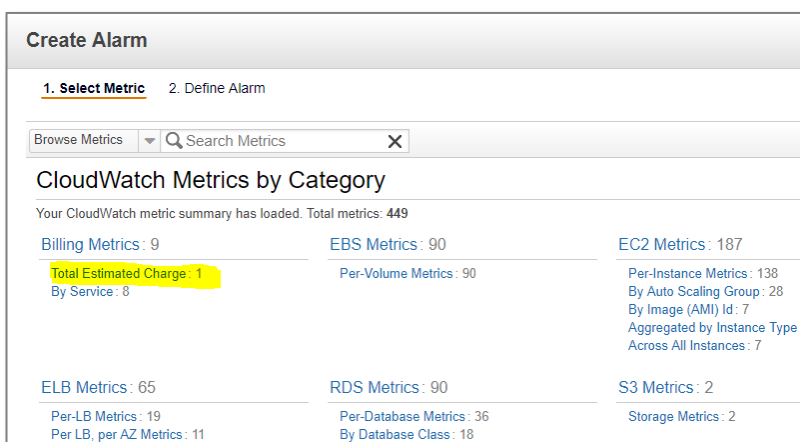 Create Alarm
1. Select Metric 2. Define Alarm
Browse Metrics Search Metrics X
CloudWatch Metrics by Category
Your CloudWatch metric summary has loaded. Total metrics: 449
Billing Metrics: 9 EBS Metrics: 90 EC2 Metrics: 187
Total Estimated Charge: 1 Per-Volume Metrics: 90 Per-Instance Metrics: 138
By Service: 8 By Auto Scaling Group: 28
By Image (AMI) Id: 7
Aggregated by Instance Type
Across All Instances: 7
ELB Metrics: 65 RDS Metrics: 90 S3 Metrics: 2
Per-LB Metrics: 19 Per-Database Metrics: 36 Storage Metrics: 2
Per LB, per AZ Metrics: 11 By Database Class: 18